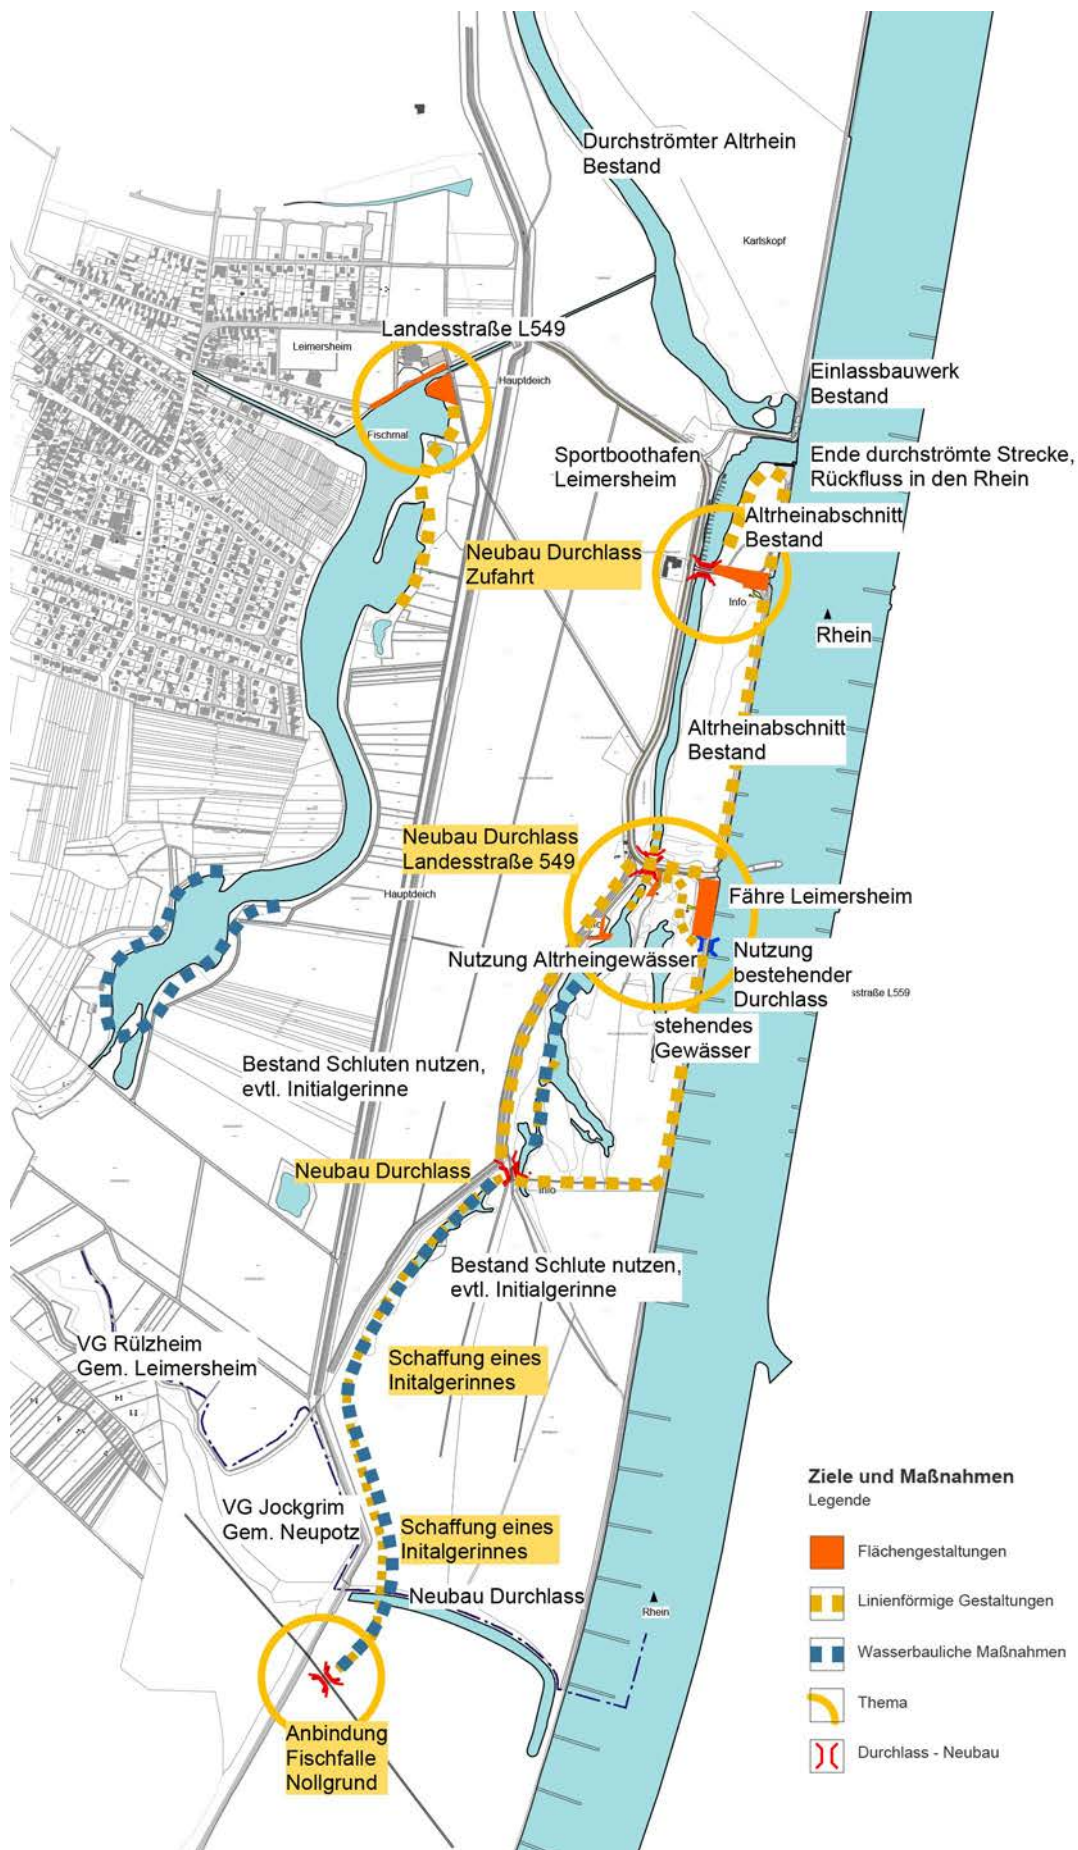 Durchströmter Altrhein
Bestand
Karlskopf
Landesstraße L549
Leimersheim
Hauptdeich
Einlassbauwerk
Bestand
Fischmal
Sportboothafen
Leimersheim
Ende durchströmte Strecke,
Rückfluss in den Rhein
Altrheinabschnitt
Bestand
Neubau Durchlass
Zufahrt
Info
Rhein
Altrheinabschnitt
Bestand
Neubau Durchlass
Landesstraße 549
Hauptdeich
Fähre Leimersheim
Nutzung Altrheingewässer
Nutzung
bestehender
Durchlass
sstraße L559
stehendes
Gewässer
Bestand Schluten nutzen,
evtl. Initialgerinne
Neubau Durchlass
Info
Bestand Schlute nutzen,
evtl. Initialgerinne
VG Rülzheim
Gem. Leimersheim
Schaffung eines
Initalgerinnes
VG Jockgrim
Gem. Neupotz
Schaffung eines
Initalgerinnes
Neubau Durchlass
Rhein
Anbindung
Fischfalle
Nollgrund
Ziele und Maßnahmen
Legende
Flächengestaltungen
Linienförmige Gestaltungen
Wasserbauliche Maßnahmen
Thema
Durchlass - Neubau